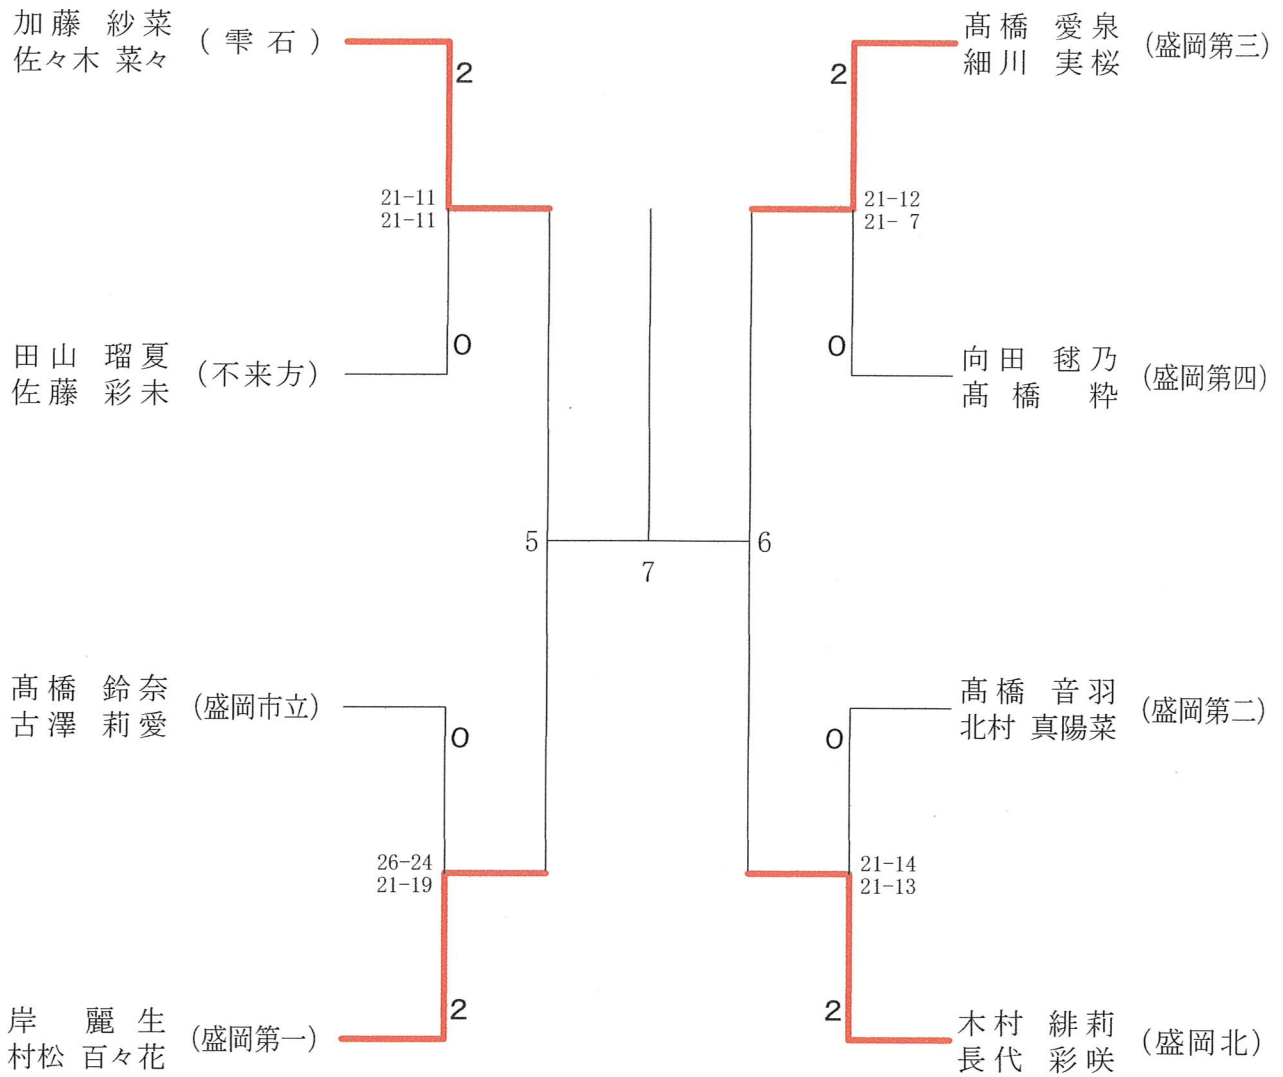 加藤 紗菜
佐々木 菜々
(雫石)
2
21-11
21-11
0
田山 瑠夏
佐藤 彩未
(不来方)
髙橋 鈴奈
古澤 莉愛
(盛岡市立)
0
26-24
21-19
2
岸 麗生
村松 百々花
(盛岡第一)
5
7
6
髙橋 愛泉
細川 実桜
(盛岡第三)
2
21-12
21- 7
0
向田 毬乃
髙橋 粋
(盛岡第四)
髙橋 音羽
北村 真陽菜
(盛岡第二)
0
21-14
21-13
2
木村 緋莉
長代 彩咲
(盛岡北)